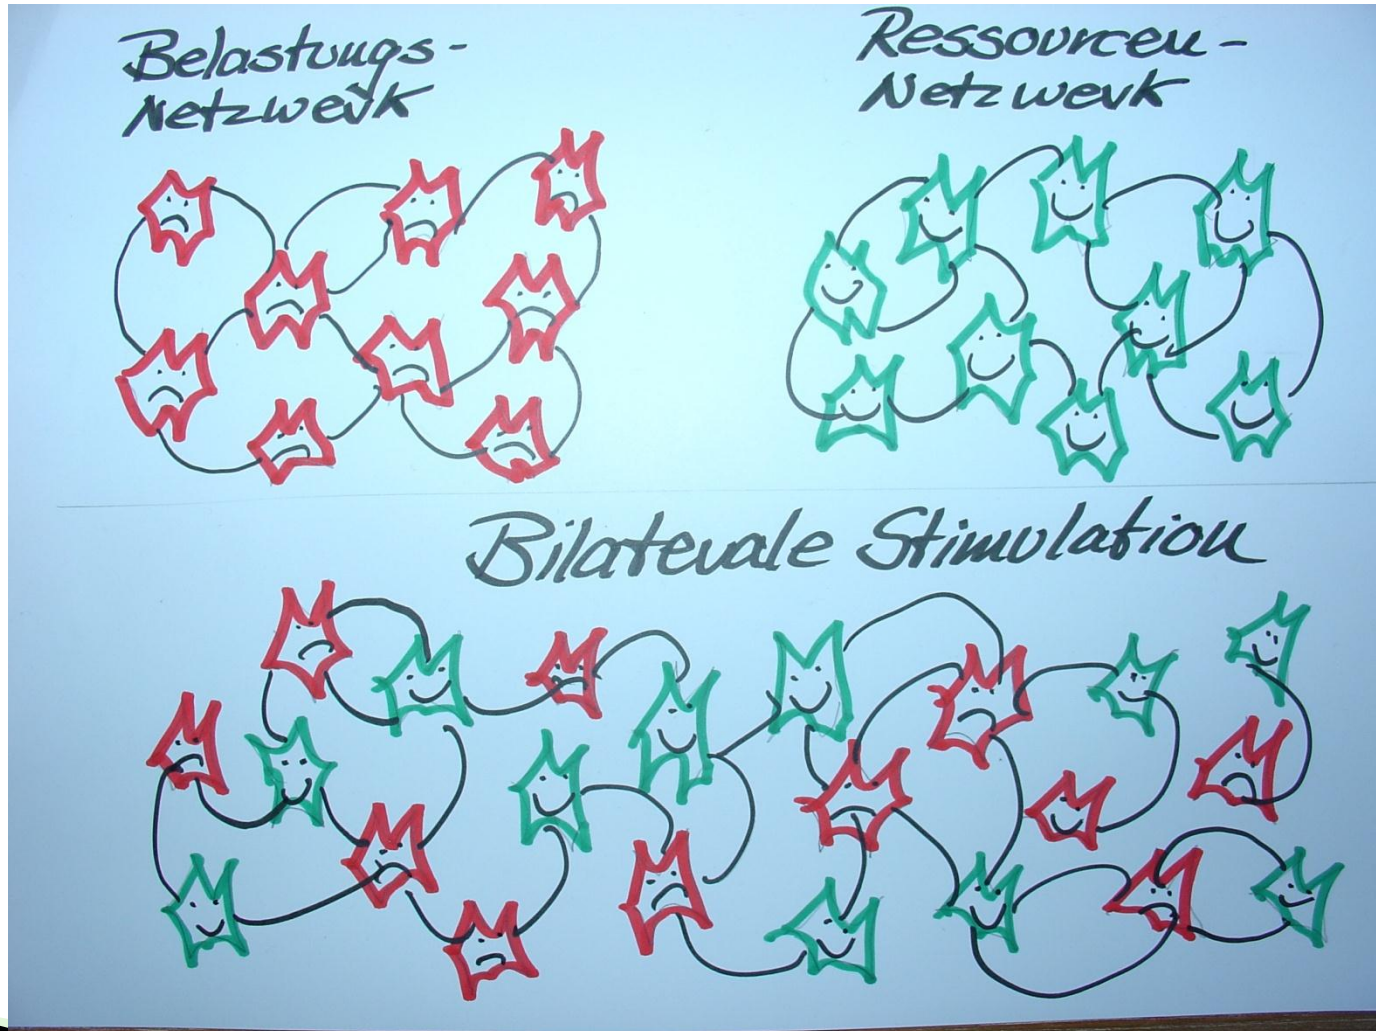 Belastungs-
Netzwerk
Ressourcen-
Netzwerk
Bilaterale Stimulation